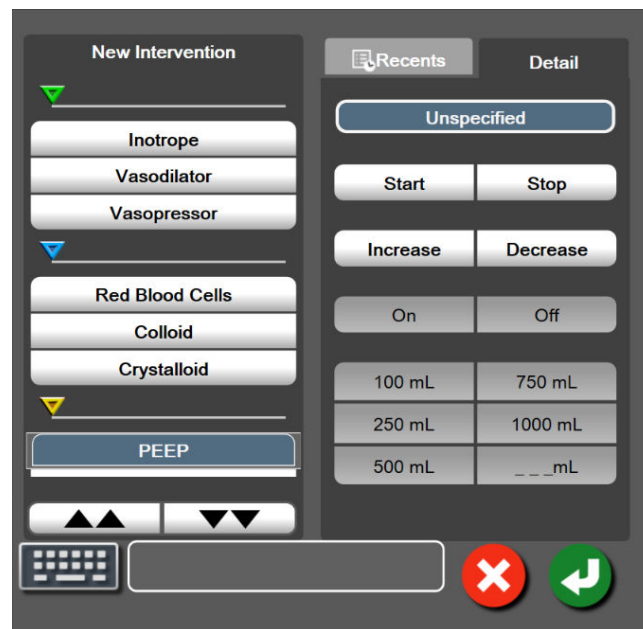 New Intervention
Inotrope
Vasodilator
Vasopressor
Red Blood Cells
Colloid
Crystalloid
PEEP
Recents
Detail
Unspecified
Start
Stop
Increase
Decrease
On
Off
100 mL
750 mL
250 mL
1000 mL
500 mL
_ _ _mL